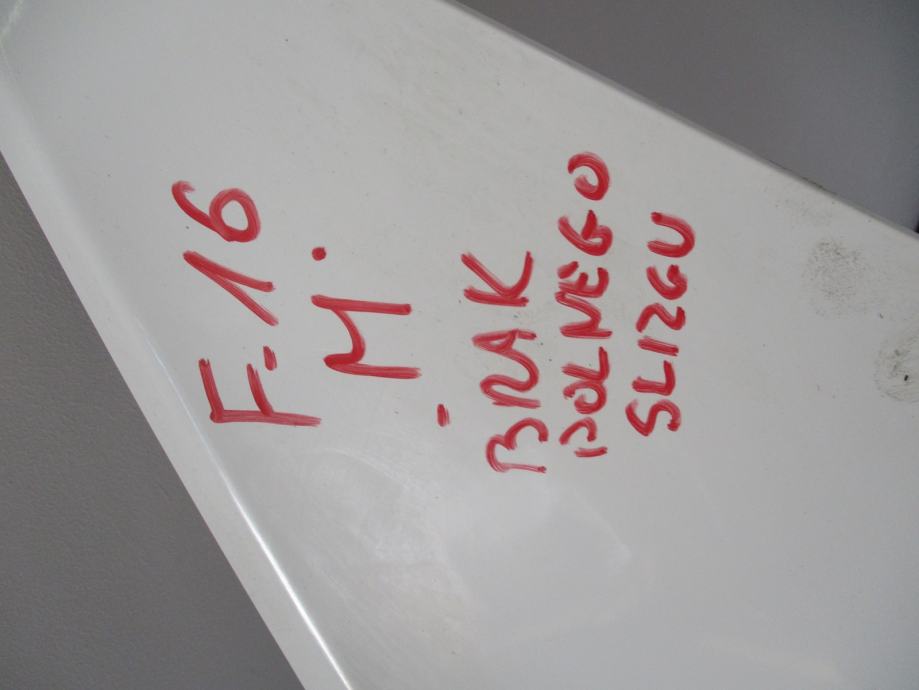 F.16
M.
- BRAK
DOLNEGO
SLIZGU